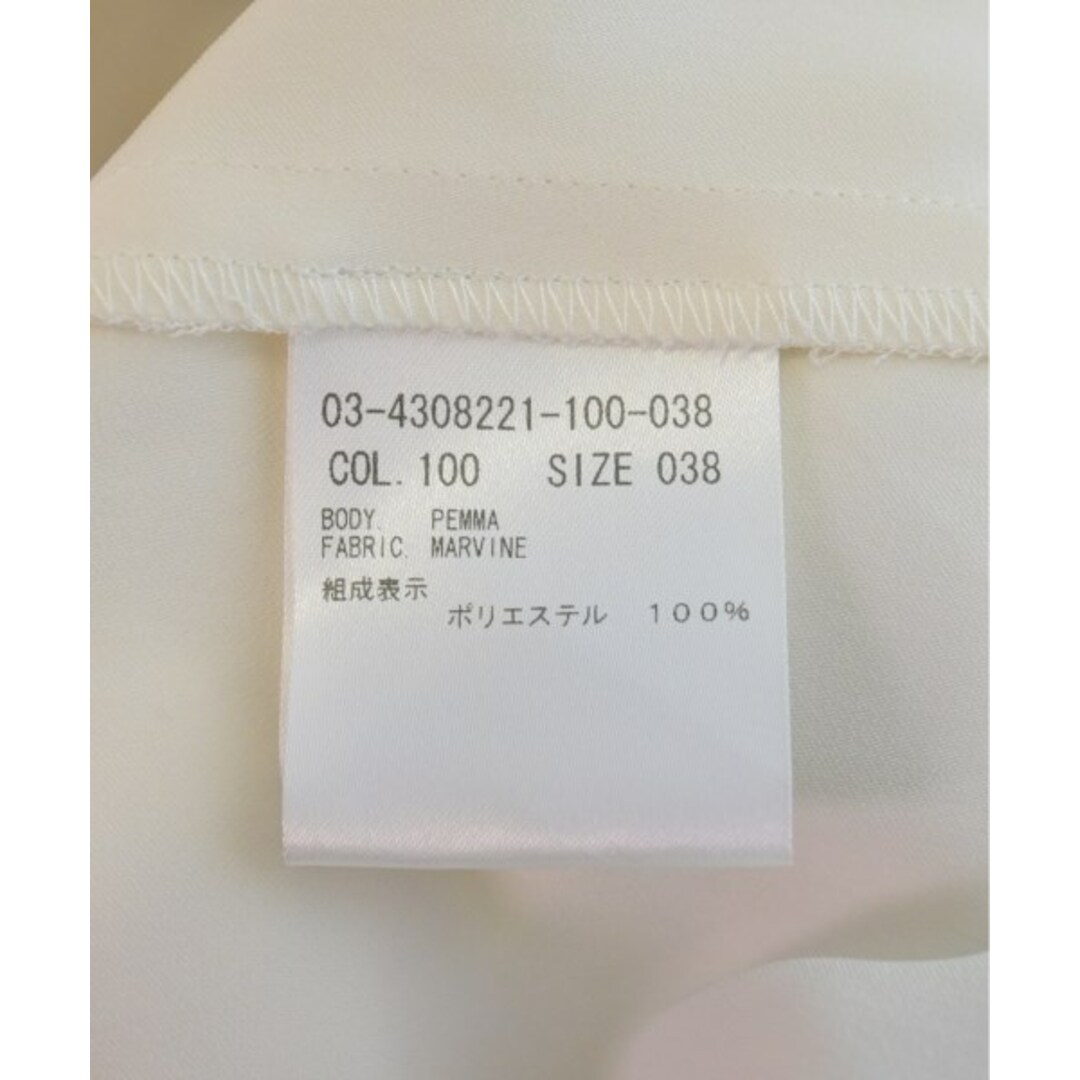 03-4308221-100-038
COL. 100 SIZE 038
BODY. PEMMA
FABRIC. MARVINE
組成表示
ポリエステル 100%